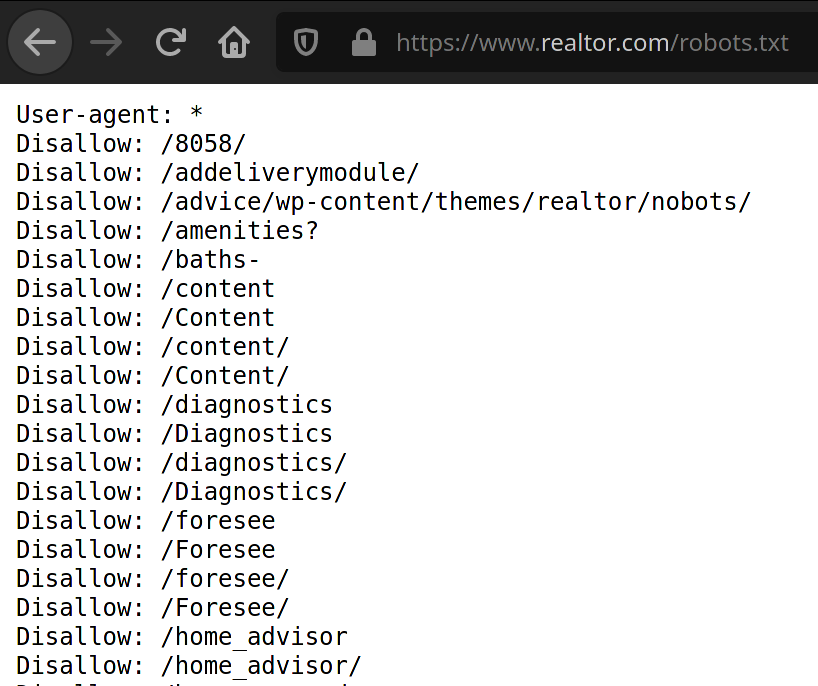 https://www.realtor.com/robots.txt
User-agent: *
Disallow: /8058/
Disallow: /addeliverymodule/
Disallow: /advice/wp-content/themes/realtor/nobots/
Disallow: /amenities?
Disallow: /baths-
Disallow: /content
Disallow: /Content
Disallow: /content/
Disallow: /Content/
Disallow: /diagnostics
Disallow: /Diagnostics
Disallow: /diagnostics/
Disallow: /Diagnostics/
Disallow: /foresee
Disallow: /Foresee
Disallow: /foresee/
Disallow: /Foresee/
Disallow: /home_advisor
Disallow: /home_advisor/